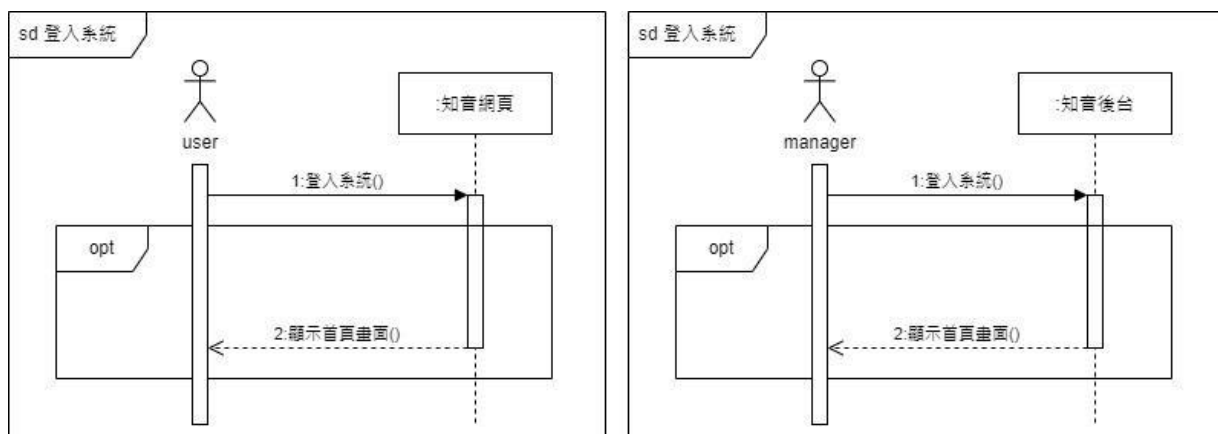 sd 登入系統
user
:知音網頁
1:登入系統()
opt
2:顯示首頁畫面()
sd 登入系統
manager
:知音後台
1:登入系統()
opt
2:顯示首頁畫面()